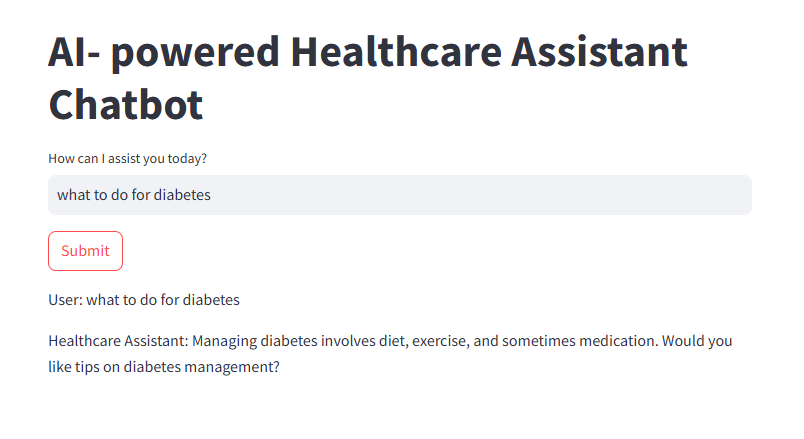 AI- powered Healthcare Assistant
Chatbot
How can I assist you today?
what to do for diabetes
Submit
User: what to do for diabetes
Healthcare Assistant: Managing diabetes involves diet, exercise, and sometimes medication. Would you
like tips on diabetes management?